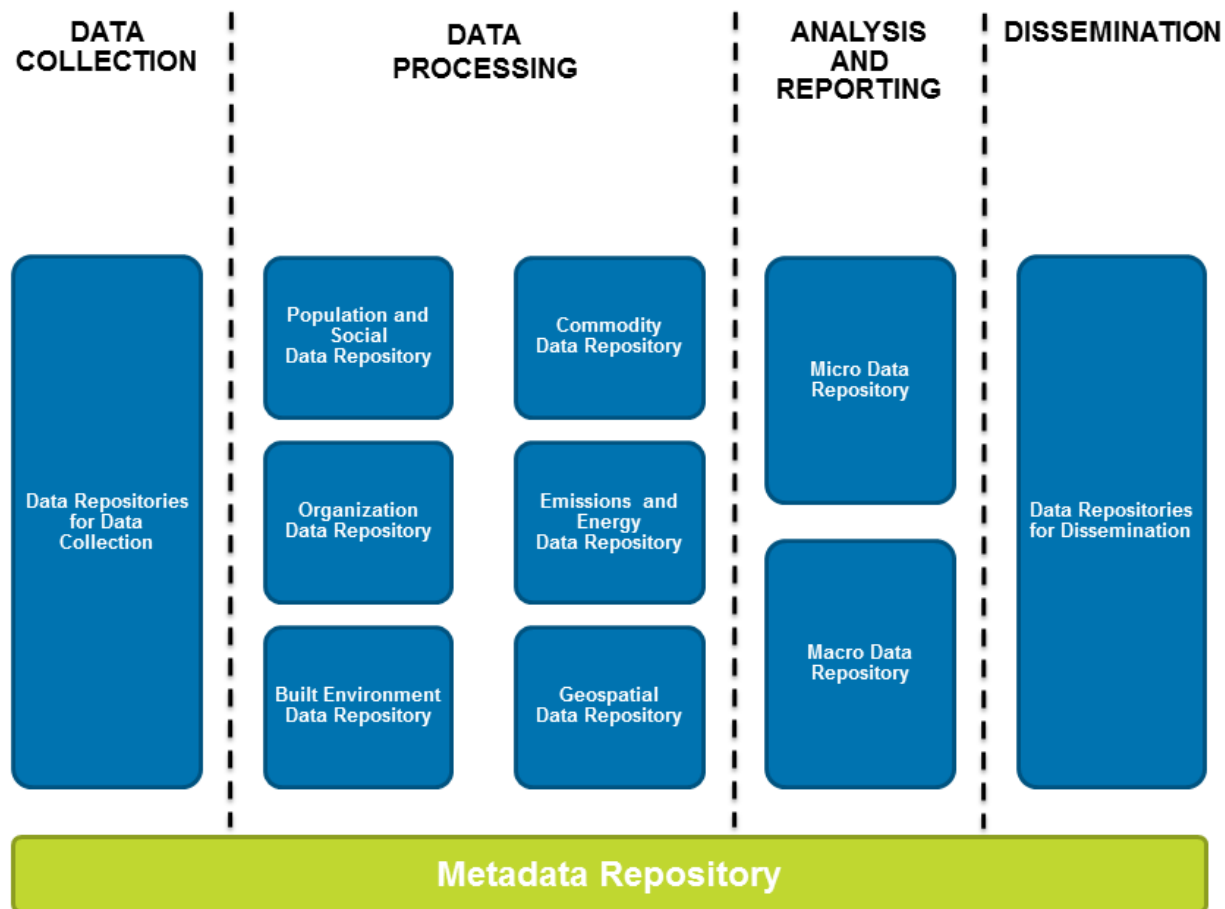 DATA
COLLECTION
DATA
PROCESSING
ANALYSIS
AND
REPORTING
DISSEMINATION
Data Repositories
for Data
Collection
Population and
Social
Data Repository
Commodity
Data Repository
Organization
Data Repository
Emissions and
Energy
Data Repository
Built Environment
Data Repository
Geospatial
Data Repository
Micro Data
Repository
Macro Data
Repository
Data Repositories
for Dissemination
Metadata Repository